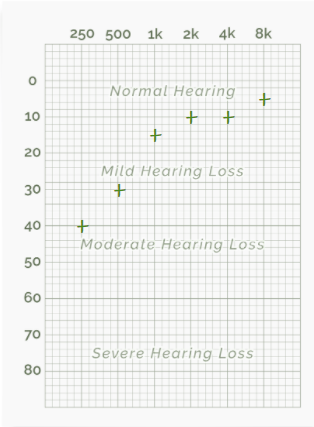 250 500 1k 2k 4k 8k
0
Normal Hearing
10
20
Mild Hearing Loss
30
40
Moderate Hearing Loss
50
60
70
Severe Hearing Loss
80